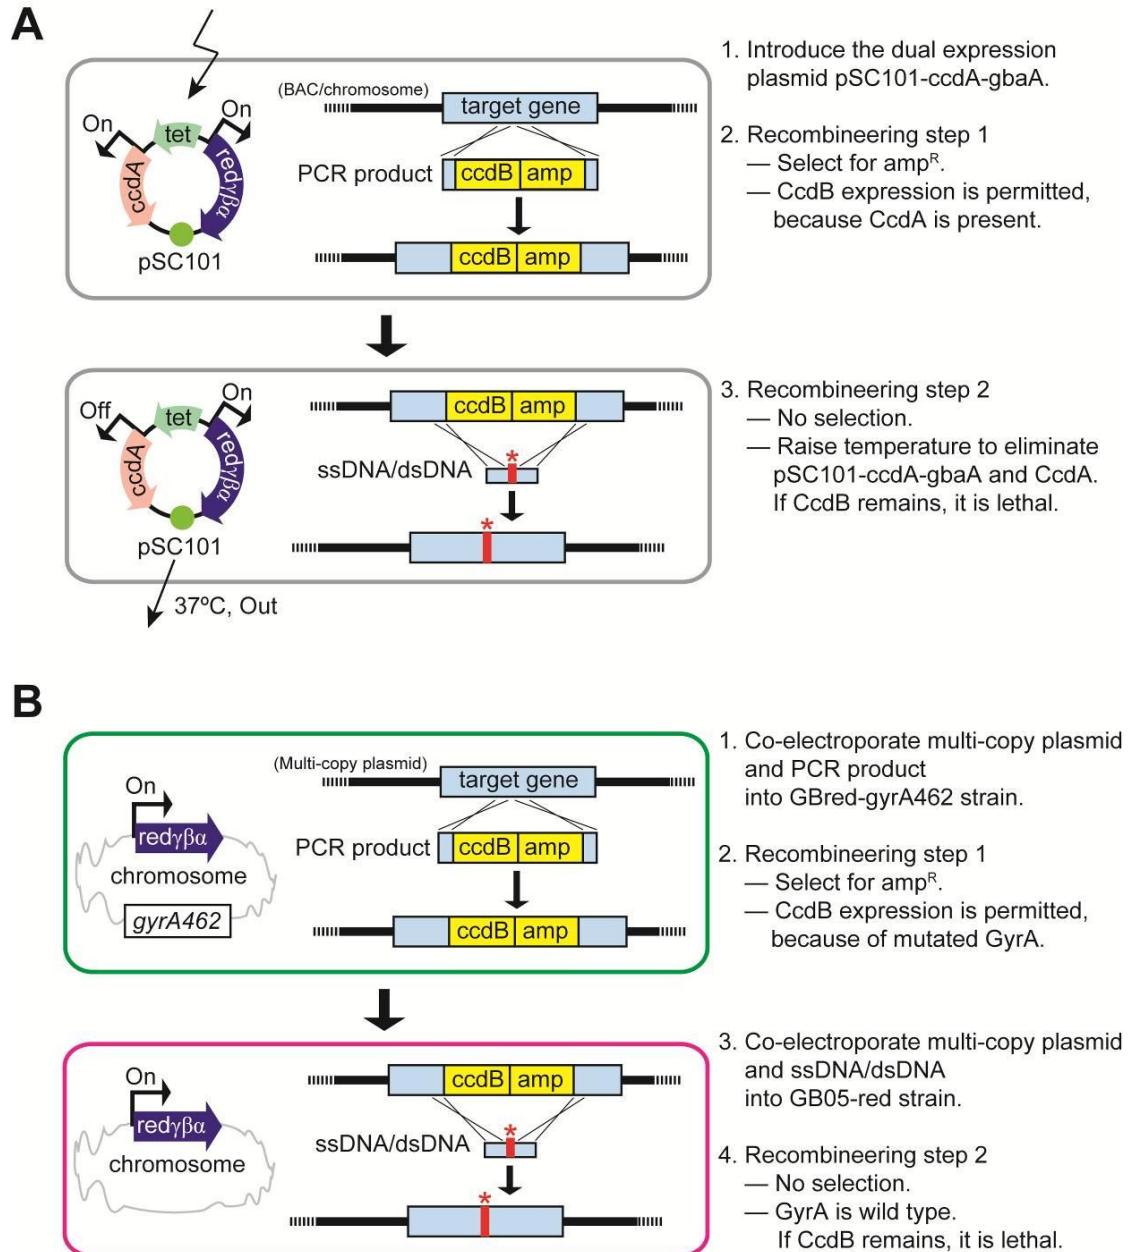 A
(BAC/chromosome)
target gene
On
tet
On
ccdA
redγβα
pSC101
PCR product
ccdB
amp
ccdB
amp
1. Introduce the dual expression
plasmid pSC101-ccdA-gbaA.
2. Recombineering step 1
— Select for ampᴿ.
— CcdB expression is permitted,
because CcdA is present.
Off
tet
On
ccdA
redγβα
pSC101
37ºC, Out
ccdB
amp
ssDNA/dsDNA
*
*
3. Recombineering step 2
— No selection.
— Raise temperature to eliminate
pSC101-ccdA-gbaA and CcdA.
If CcdB remains, it is lethal.
B
(Multi-copy plasmid)
target gene
On
redγβα
chromosome
gyrA462
PCR product
ccdB
amp
ccdB
amp
1. Co-electroporate multi-copy plasmid
and PCR product
into GBred-gyrA462 strain.
2. Recombineering step 1
— Select for ampᴿ.
— CcdB expression is permitted,
because of mutated GyrA.
On
redγβα
chromosome
ccdB
amp
ssDNA/dsDNA
*
*
3. Co-electroporate multi-copy plasmid
and ssDNA/dsDNA
into GB05-red strain.
4. Recombineering step 2
— No selection.
— GyrA is wild type.
If CcdB remains, it is lethal.